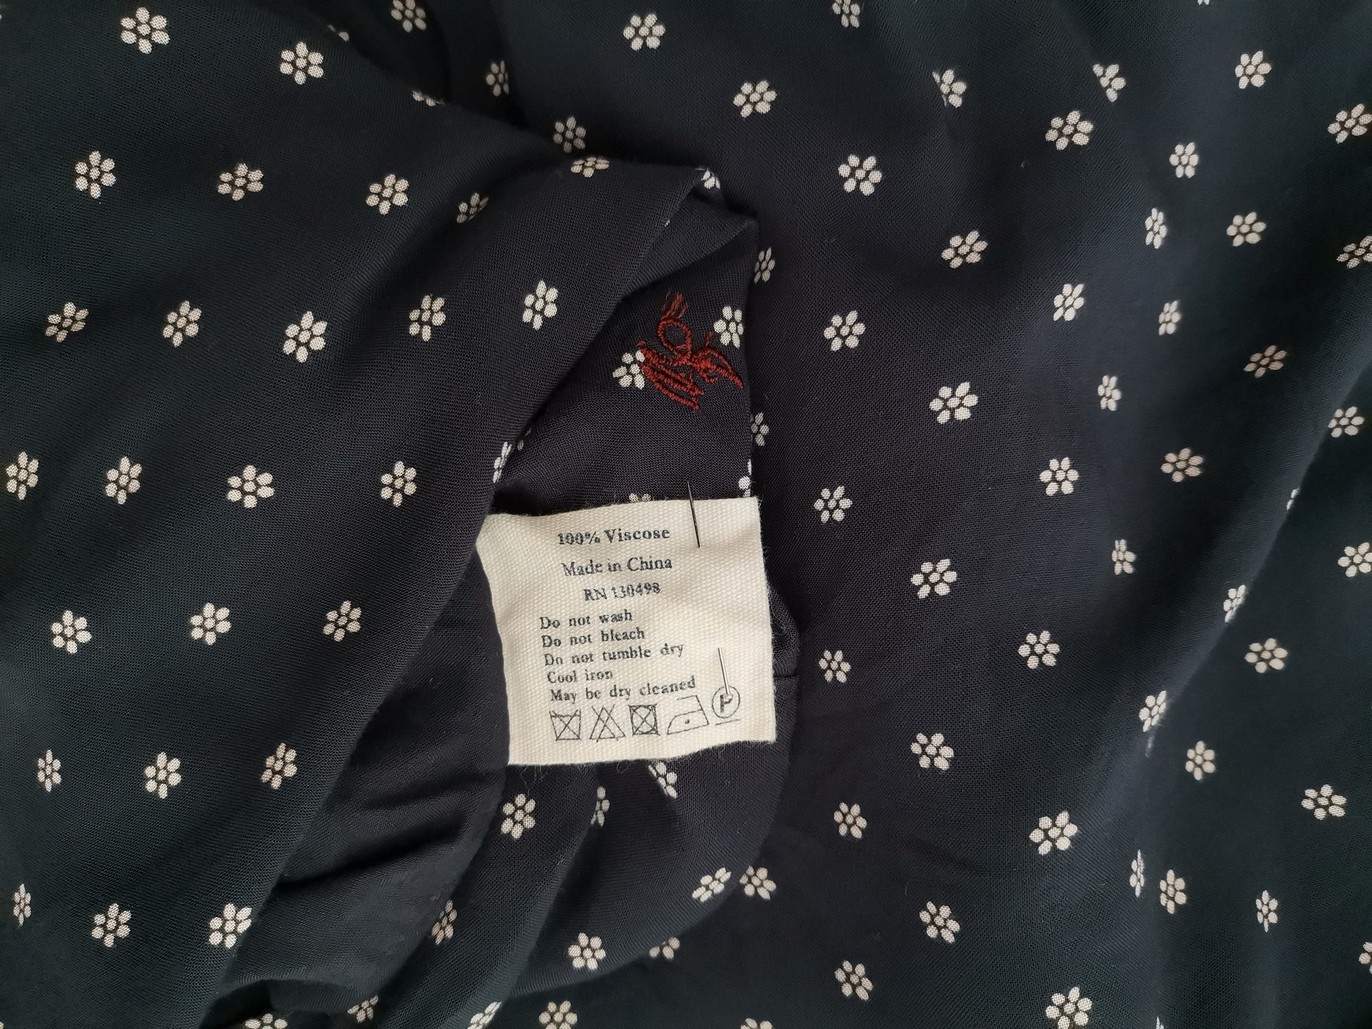 100% Viscose
Made in China
RN 130498
Do not wash
Do not bleach
Do not tumble dry
Cool iron
May be dry cleaned